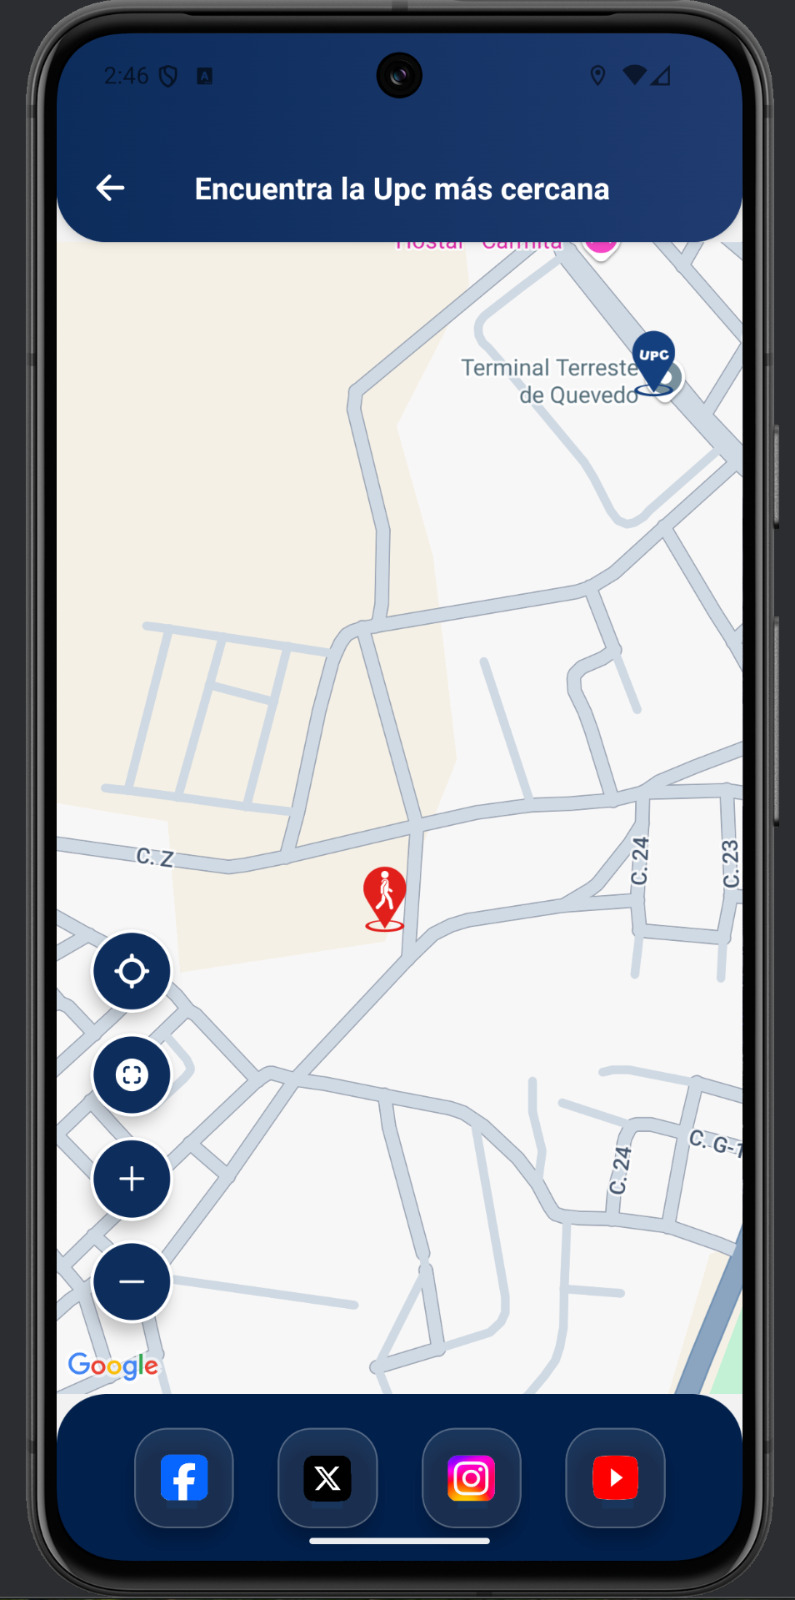 2:46
Encuentra la Upc más cercana
Hostal Carmita
UPC
Terminal Terreste
de Quevedo
C. Z
C. 24
C. 23
C. G-1
C. 24
Google